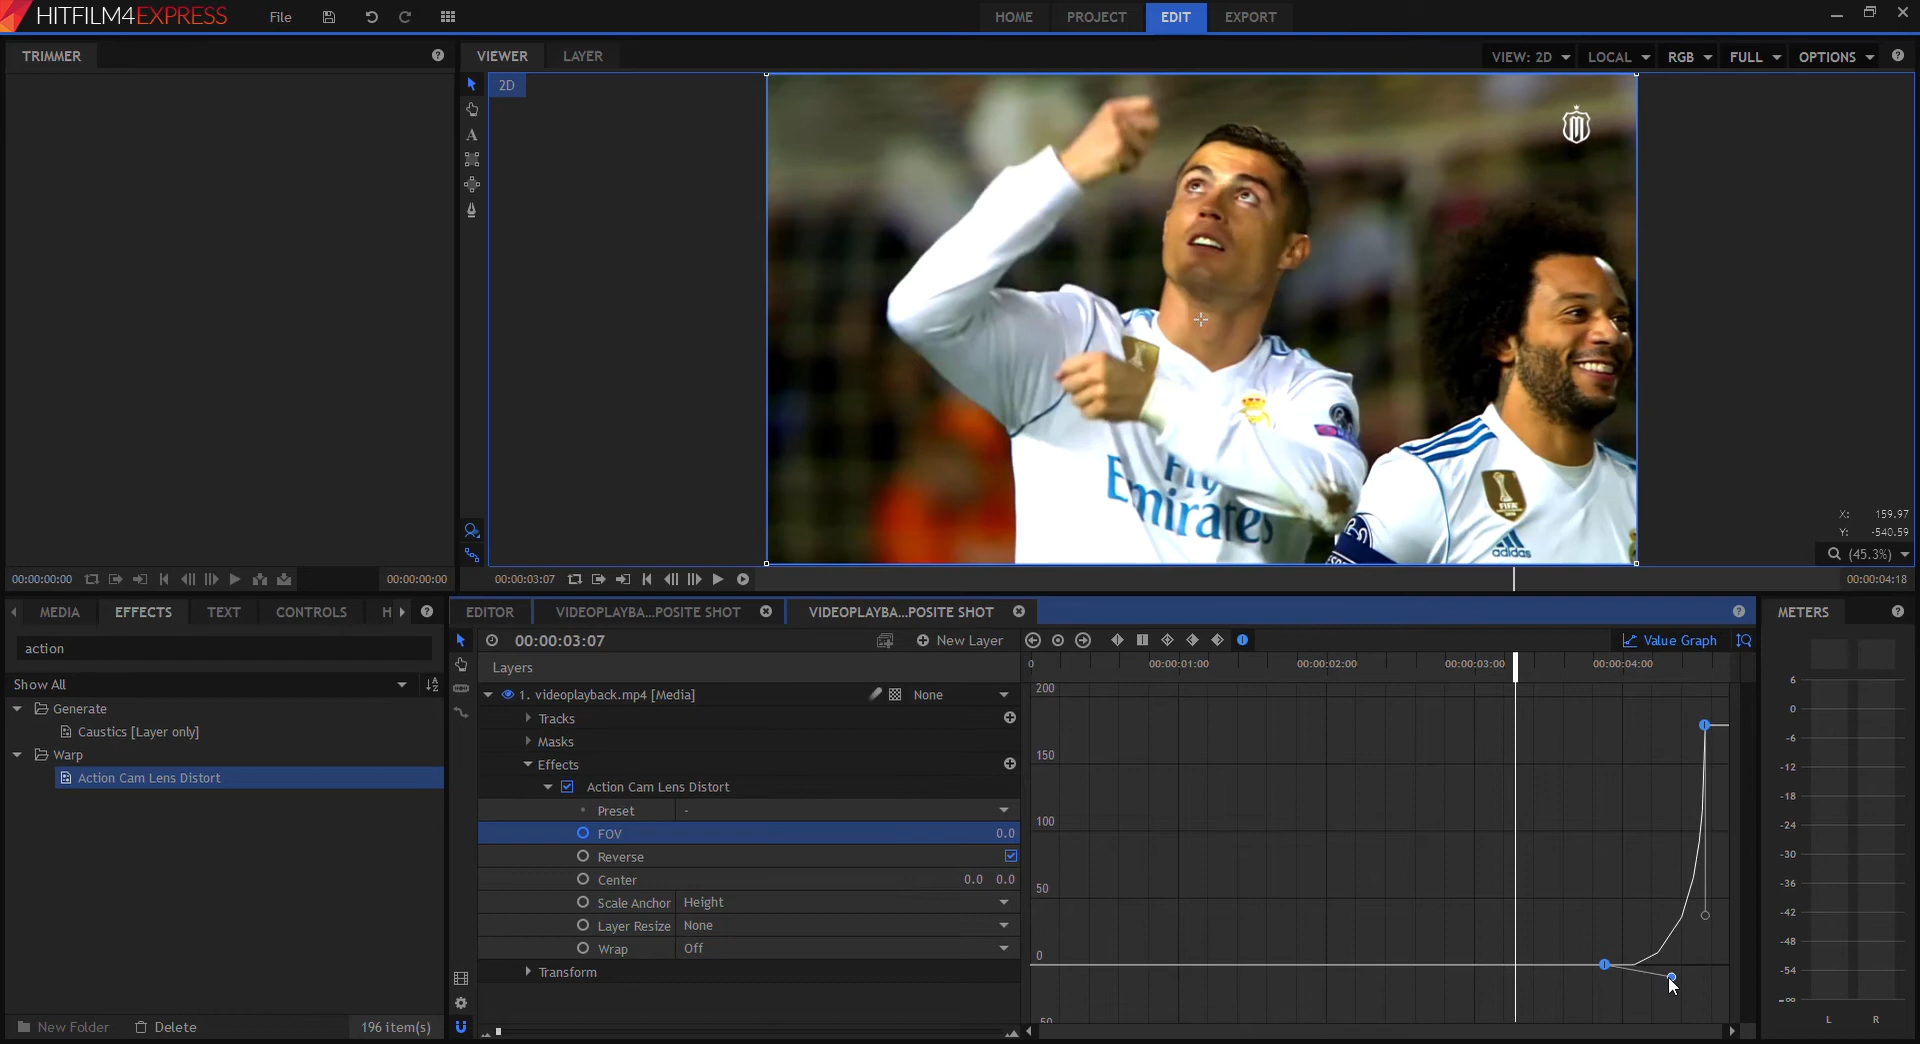 HITFILM4EXPRESS
File
HOME
PROJECT
EDIT
EXPORT
TRIMMER
VIEWER
LAYER
VIEW: 2D
LOCAL
RGB
FULL
OPTIONS
2D
Fly
Emirates
FIFA
adidas
X: 159.97
Y: -540.59
(45.3%)
00:00:00:00
00:00:00:00
00:00:03:07
00:00:04:18
MEDIA
EFFECTS
TEXT
CONTROLS
H
EDITOR
VIDEOPLAYBA...POSITE SHOT
VIDEOPLAYBA...POSITE SHOT
METERS
action
00:00:03:07
New Layer
Value Graph
Show All
Layers
0
00:00:01:00
00:00:02:00
00:00:03:00
00:00:04:00
Generate
Caustics [Layer only]
Warp
Action Cam Lens Distort
1. videoplayback.mp4 [Media]
None
Tracks
Masks
Effects
Action Cam Lens Distort
Preset -
FOV 0.0
Reverse
Center 0.0 0.0
Scale Anchor Height
Layer Resize None
Wrap Off
Transform
200
150
100
50
0
-50
6
0
-6
-12
-18
-24
-30
-36
-42
-48
-54
-∞
L
R
New Folder
Delete
196 item(s)